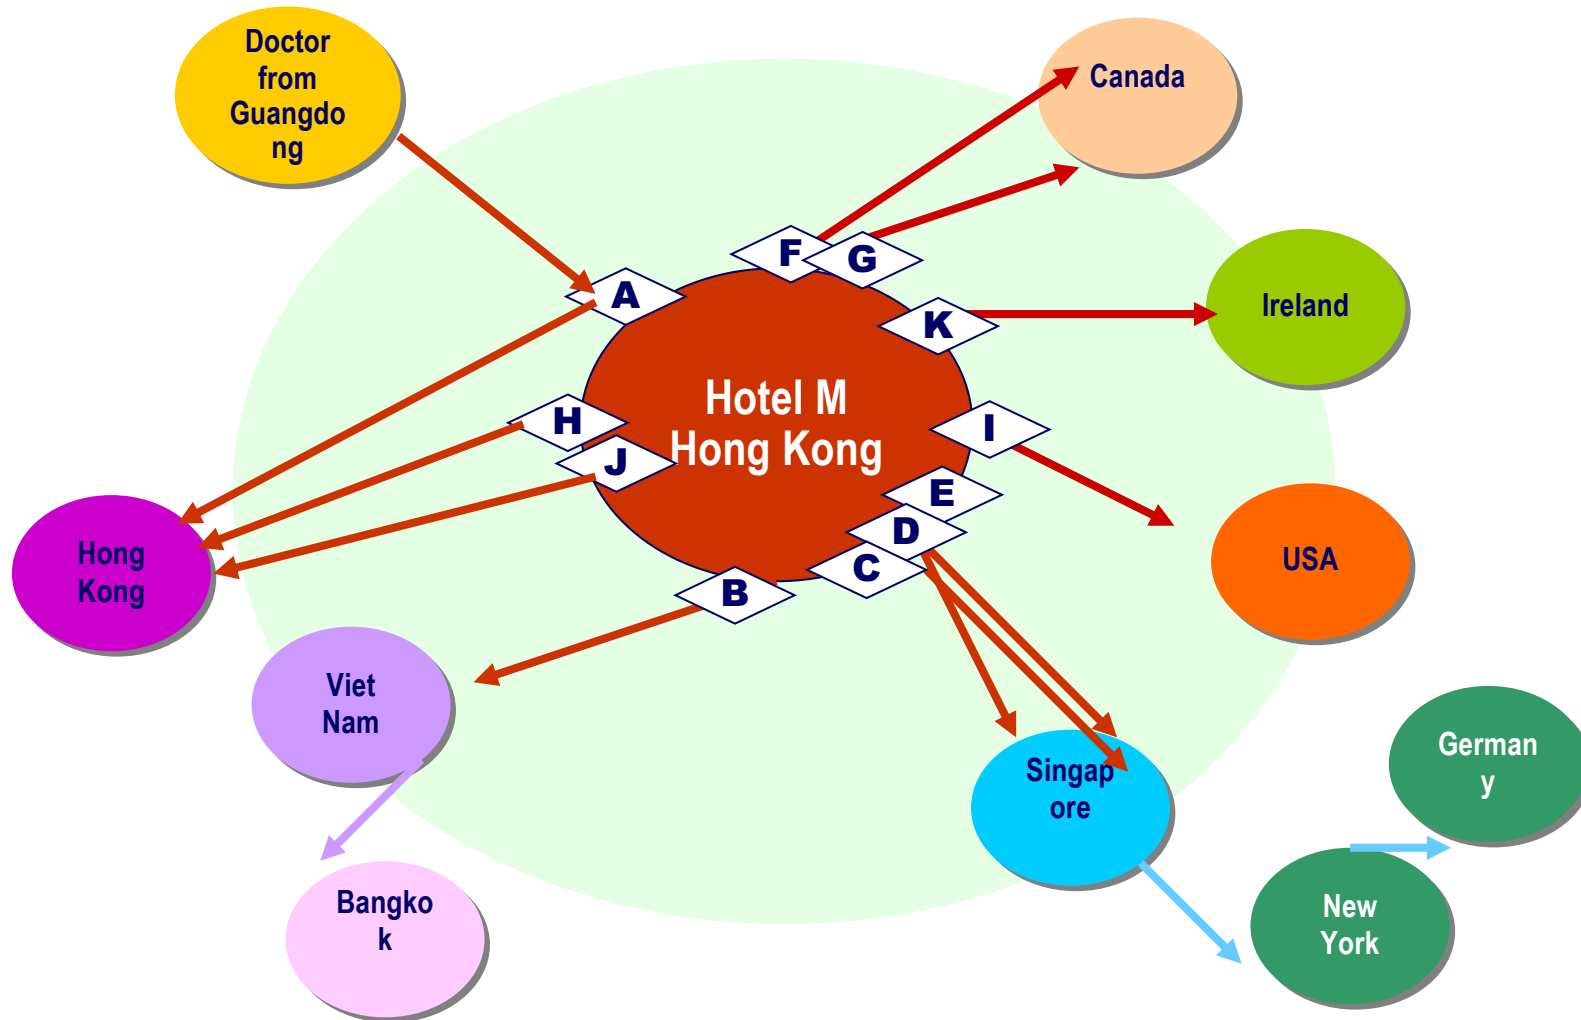 Doctor
from
Guangdo
ng
Canada
F
G
A
K
Ireland
Hotel M
Hong Kong
H
I
J
E
D
C
B
Hong
Kong
USA
Viet
Nam
Singap
ore
German
y
Bangko
k
New
York